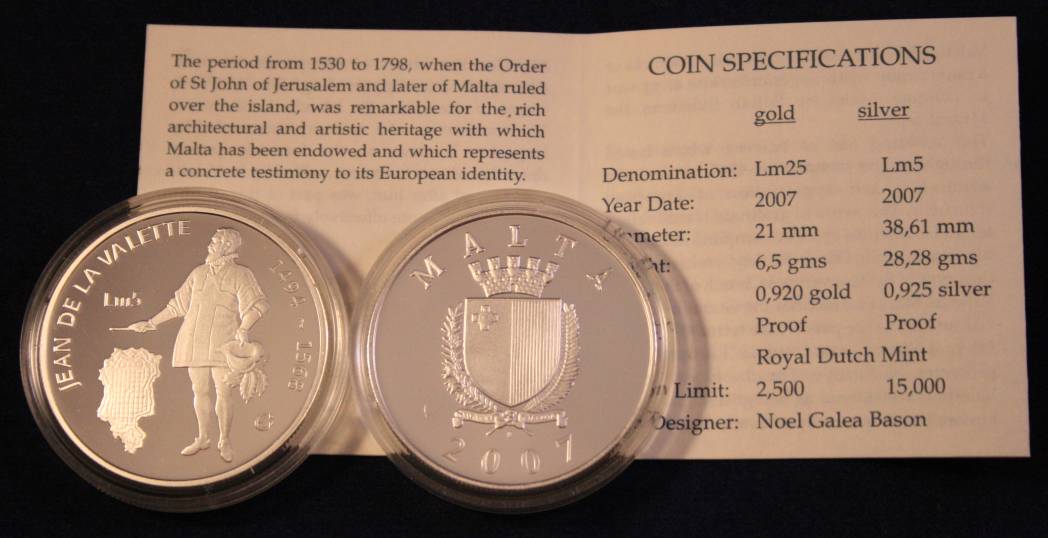 The period from 1530 to 1798, when the Order
of St John of Jerusalem and later of Malta ruled
over the island, was remarkable for the rich
architectural and artistic heritage with which
Malta has been endowed and which represents
a concrete testimony to its European identity.
COIN SPECIFICATIONS
gold silver
Denomination: Lm25 Lm5
Year Date: 2007 2007
21 mm 38,61 mm
6,5 gms 28,28 gms
0,920 gold 0,925 silver
Proof Proof
Royal Dutch Mint
Limit: 2,500 15,000
Designer: Noel Galea Bason
JEAN DE LA VALETTE
Lm5
1494 - 1568
MALTA
2007